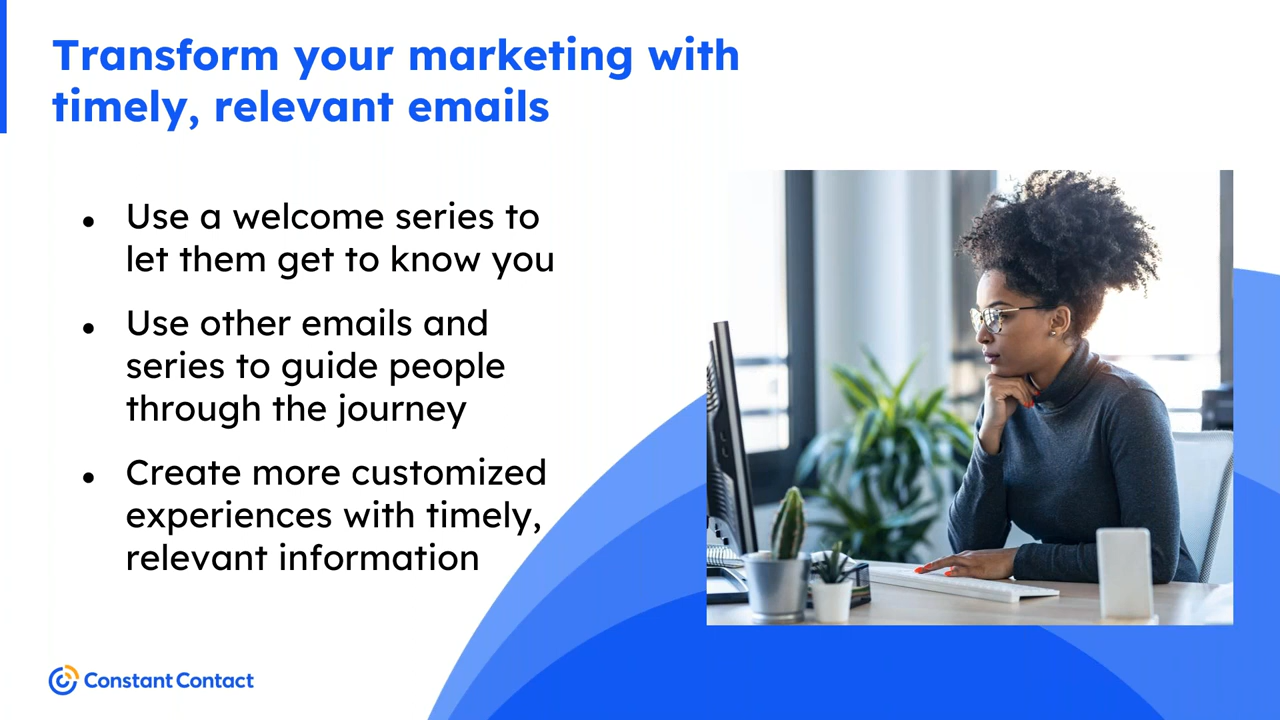 Transform your marketing with
timely, relevant emails
● Use a welcome series to
let them get to know you
● Use other emails and
series to guide people
through the journey
● Create more customized
experiences with timely,
relevant information
Constant Contact